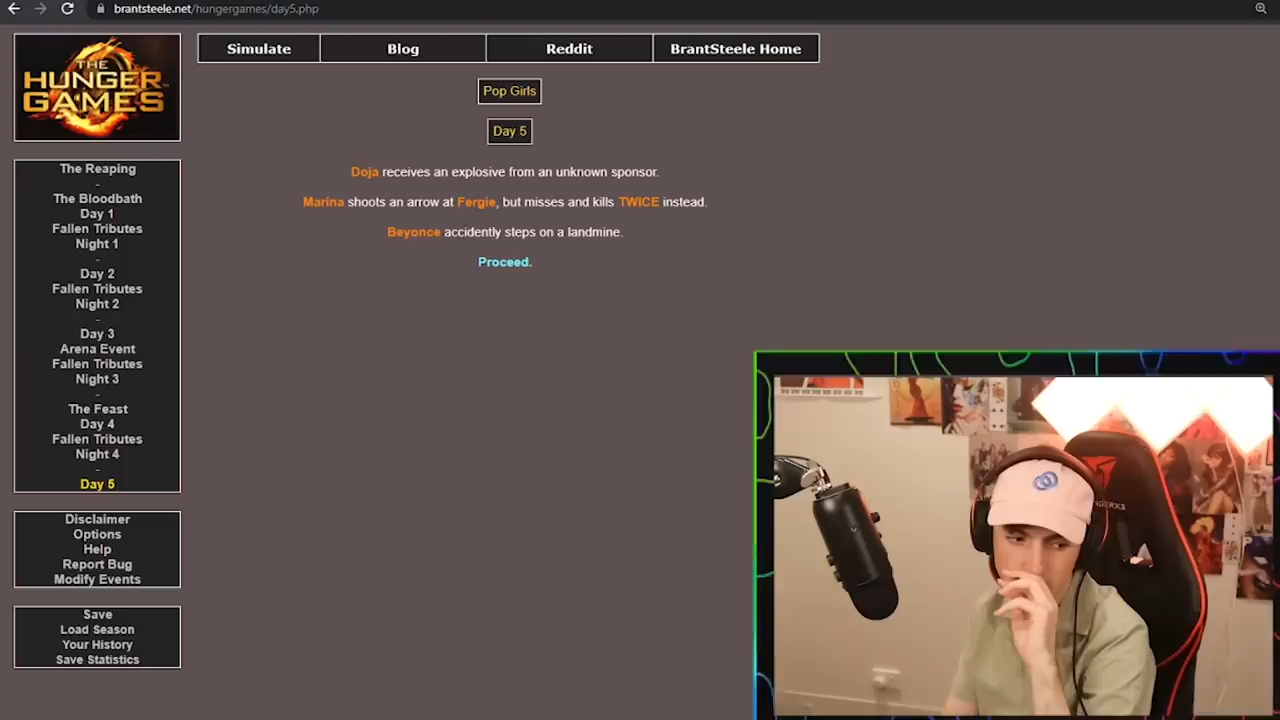 brantsteele.net/hungergames/day5.php
THE
HUNGER
GAMES
Simulate
Blog
Reddit
BrantSteele Home
Pop Girls
Day 5
Doja receives an explosive from an unknown sponsor.
Marina shoots an arrow at Fergie, but misses and kills TWICE instead.
Beyonce accidently steps on a landmine.
Proceed.
The Reaping
-
The Bloodbath
Day 1
Fallen Tributes
Night 1
-
Day 2
Fallen Tributes
Night 2
-
Day 3
Arena Event
Fallen Tributes
Night 3
-
The Feast
Day 4
Fallen Tributes
Night 4
-
Day 5
Disclaimer
Options
Help
Report Bug
Modify Events
Save
Load Season
Your History
Save Statistics